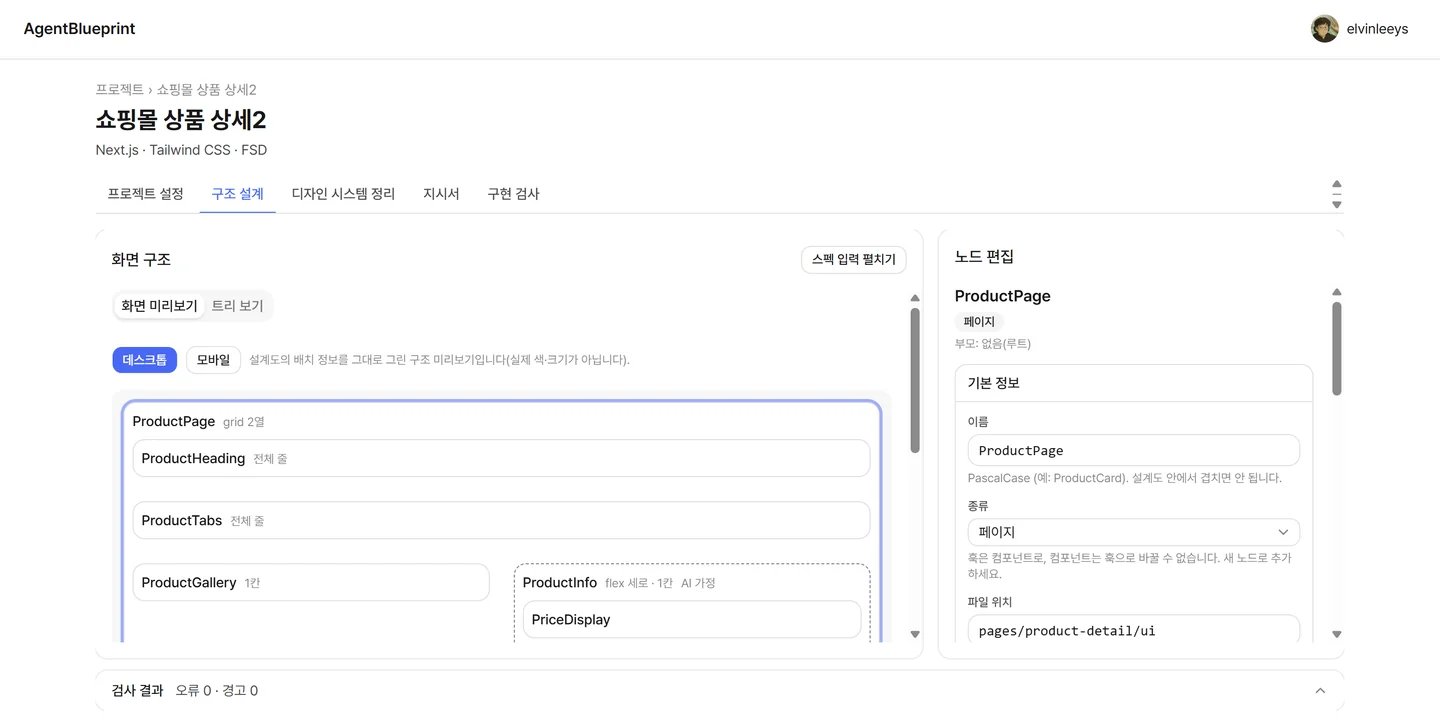 AgentBlueprint
elvinleeys
프로젝트 › 쇼핑몰 상품 상세2
쇼핑몰 상품 상세2
Next.js · Tailwind CSS · FSD
프로젝트 설정 구조 설계 디자인 시스템 정리 지시서 구현 검사
화면 구조
스펙 입력 펼치기
화면 미리보기 트리 보기
데스크톱 모바일 설계도의 배치 정보를 그대로 그린 구조 미리보기입니다(실제 색·크기가 아닙니다).
ProductPage grid 2열
ProductHeading 전체 줄
ProductTabs 전체 줄
ProductGallery 1칸
ProductInfo flex 세로 · 1칸 AI 가정
PriceDisplay
노드 편집
ProductPage
페이지
부모: 없음(루트)
기본 정보
이름
ProductPage
PascalCase (예: ProductCard). 설계도 안에서 겹치면 안 됩니다.
종류
페이지
훅은 컴포넌트로, 컴포넌트는 훅으로 바꿀 수 없습니다. 새 노드로 추가
하세요.
파일 위치
pages/product-detail/ui
검사 결과 오류 0 · 경고 0